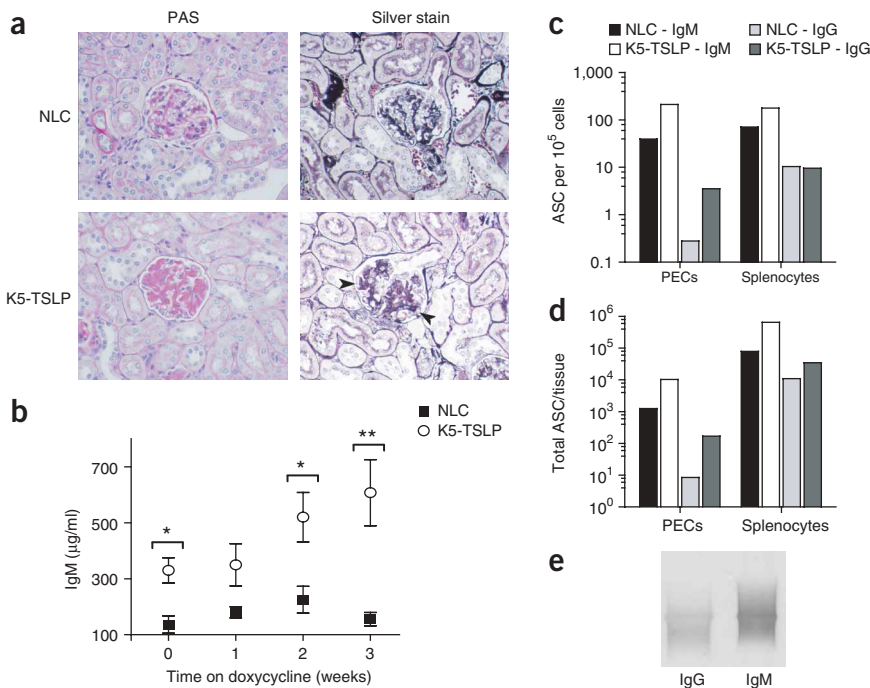 a
PAS
Silver stain
NLC
K5-TSLP
b
NLC
K5-TSLP
IgM (μg/ml)
700
500
300
100
*
*
**
0 1 2 3
Time on doxycycline (weeks)
c
NLC - IgM
NLC - IgG
K5-TSLP - IgM
K5-TSLP - IgG
ASC per 10⁵ cells
1,000
100
10
1
0.1
PECs
Splenocytes
d
Total ASC/tissue
10⁶
10⁵
10⁴
10³
10²
10¹
10⁰
PECs
Splenocytes
e
IgG
IgM